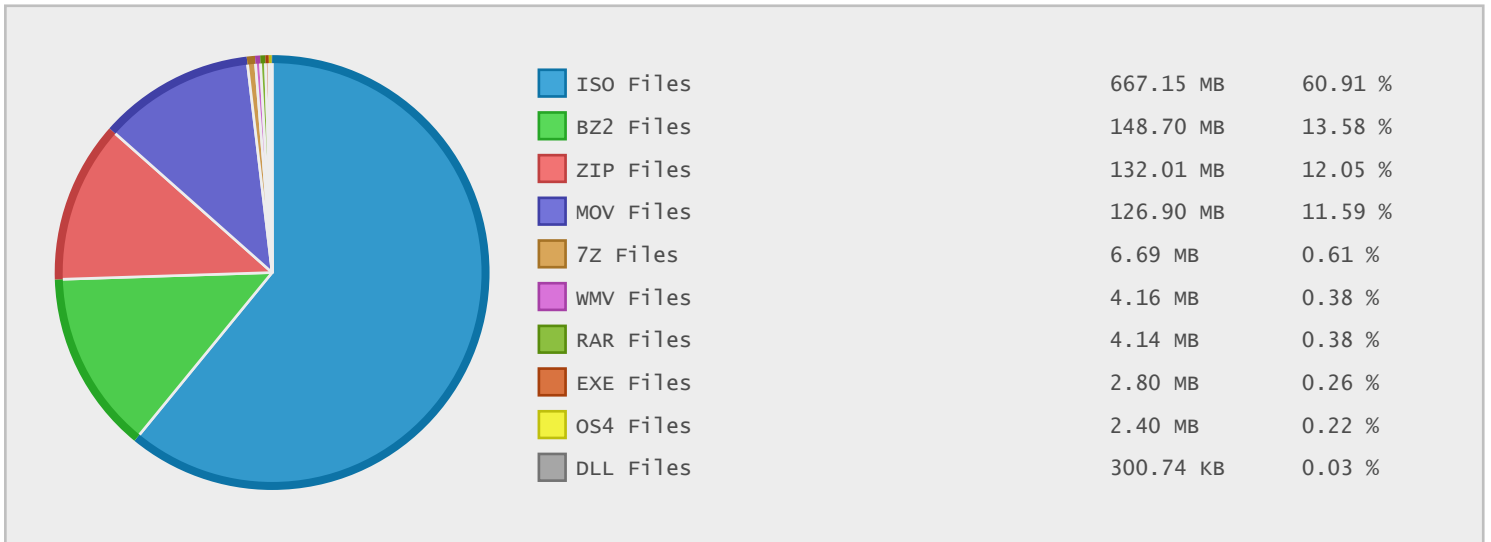 ISO Files 667.15 MB 60.91 %
BZ2 Files 148.70 MB 13.58 %
ZIP Files 132.01 MB 12.05 %
MOV Files 126.90 MB 11.59 %
7Z Files 6.69 MB 0.61 %
WMV Files 4.16 MB 0.38 %
RAR Files 4.14 MB 0.38 %
EXE Files 2.80 MB 0.26 %
OS4 Files 2.40 MB 0.22 %
DLL Files 300.74 KB 0.03 %